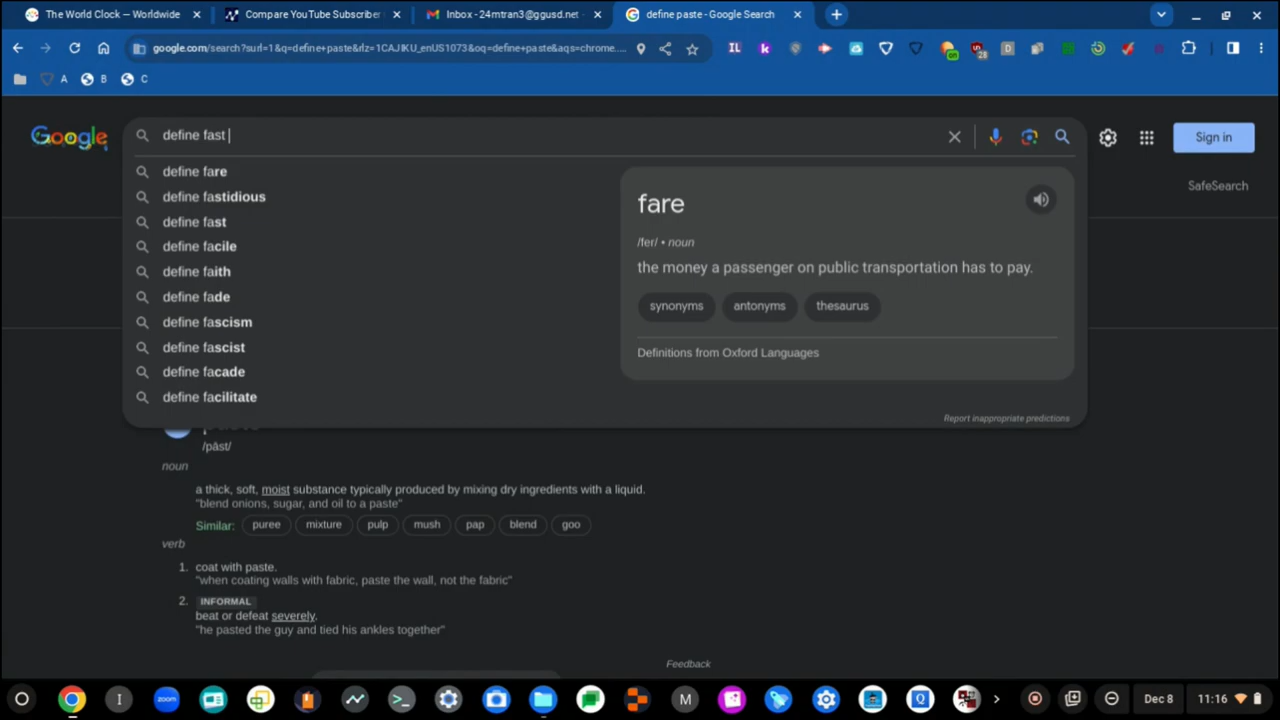 The World Clock — Worldwide
Compare YouTube Subscriber
Inbox - 24mtran3@ggusd.net -
define paste - Google Search
google.com/search?surl=1&q=define+paste&rlz=1CAJIKU_enUS1073&oq=define+paste&aqs=chrome....
IL
k
on
28
D
A
B
C
Google
define fast
Sign in
SafeSearch
define fare
define fastidious
define fast
define facile
define faith
define fade
define fascism
define fascist
define facade
define facilitate
fare
/fer/ • noun
the money a passenger on public transportation has to pay.
synonyms
antonyms
thesaurus
Definitions from Oxford Languages
Report inappropriate predictions
/pāst/
noun
a thick, soft, moist substance typically produced by mixing dry ingredients with a liquid.
"blend onions, sugar, and oil to a paste"
Similar: puree mixture pulp mush pap blend goo
verb
1. coat with paste.
"when coating walls with fabric, paste the wall, not the fabric"
2. INFORMAL
beat or defeat severely.
"he pasted the guy and tied his ankles together"
Feedback
I
zoom
M
Q
Dec 8
11:16